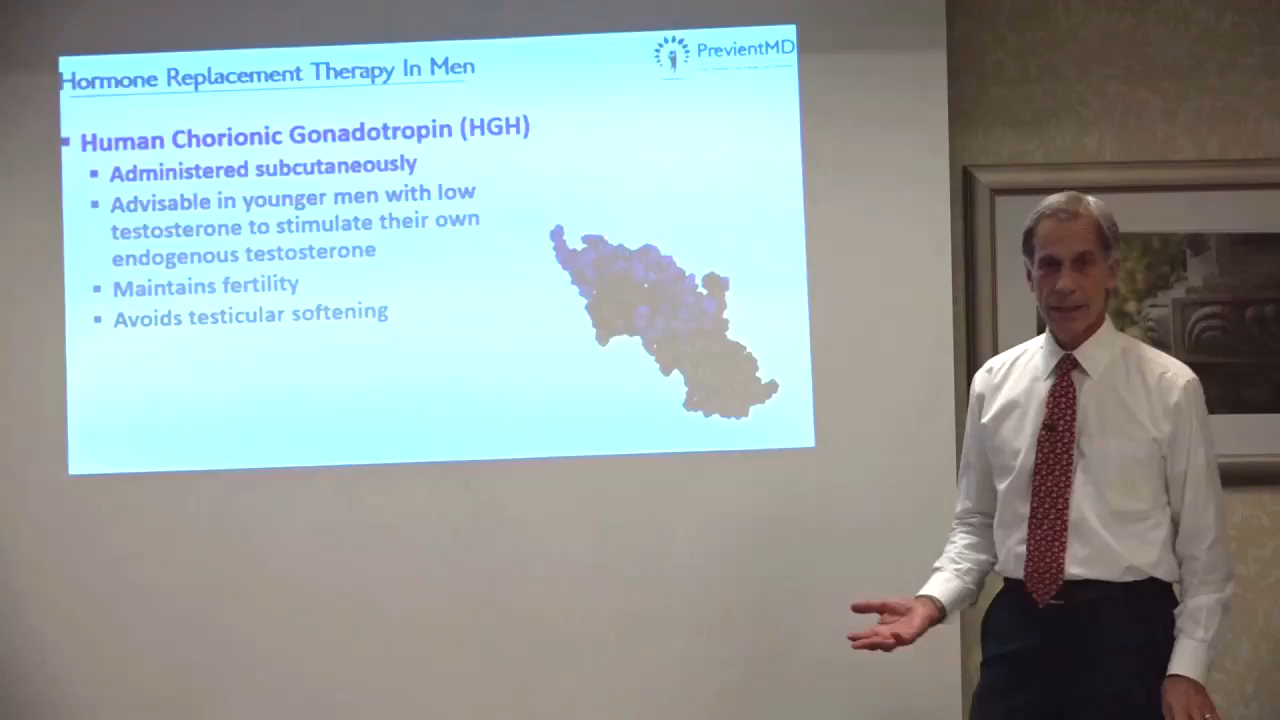 Hormone Replacement Therapy In Men
PrevientMD
Human Chorionic Gonadotropin (HGH)
Administered subcutaneously
Advisable in younger men with low
testosterone to stimulate their own
endogenous testosterone
Maintains fertility
Avoids testicular softening